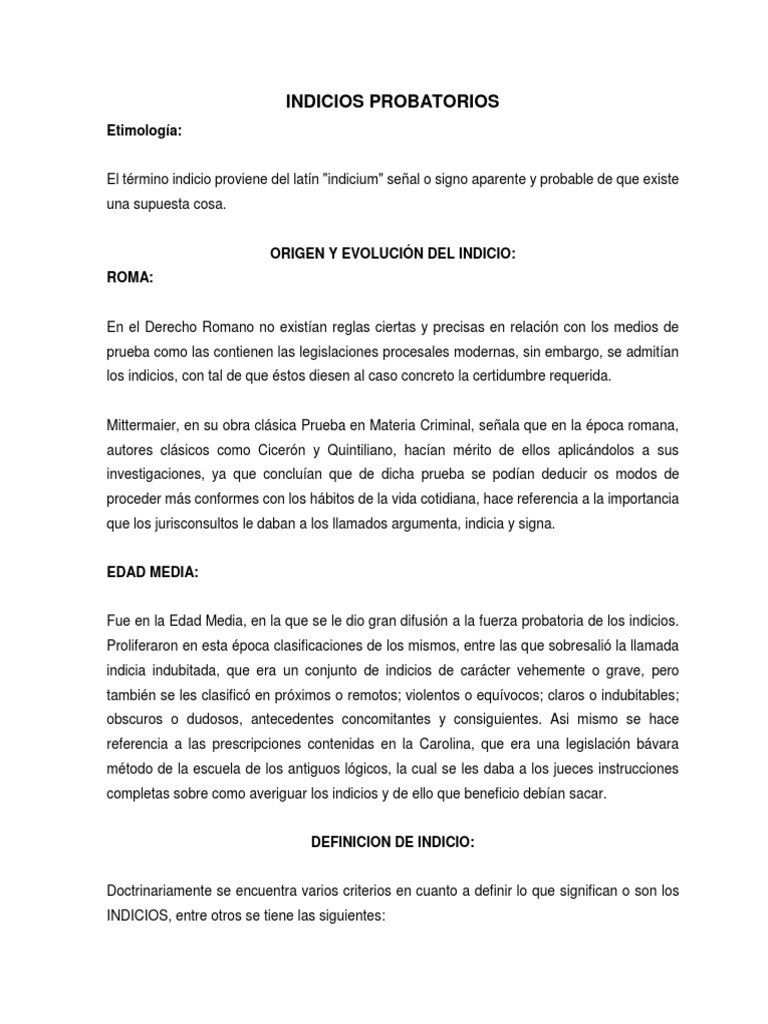 INDICIOS PROBATORIOS
Etimología:
El término indicio proviene del latín "indicium" señal o signo aparente y probable de que existe
una supuesta cosa.
ORIGEN Y EVOLUCIÓN DEL INDICIO:
ROMA:
En el Derecho Romano no existían reglas ciertas y precisas en relación con los medios de
prueba como las contienen las legislaciones procesales modernas, sin embargo, se admitían
los indicios, con tal de que éstos diesen al caso concreto la certidumbre requerida.
Mittermaier, en su obra clásica Prueba en Materia Criminal, señala que en la época romana,
autores clásicos como Cicerón y Quintiliano, hacían mérito de ellos aplicándolos a sus
investigaciones, ya que concluían que de dicha prueba se podían deducir os modos de
proceder más conformes con los hábitos de la vida cotidiana, hace referencia a la importancia
que los jurisconsultos le daban a los llamados argumenta, indicia y signa.
EDAD MEDIA:
Fue en la Edad Media, en la que se le dio gran difusión a la fuerza probatoria de los indicios.
Proliferaron en esta época clasificaciones de los mismos, entre las que sobresalió la llamada
indicia indubitada, que era un conjunto de indicios de carácter vehemente o grave, pero
también se les clasificó en próximos o remotos; violentos o equívocos; claros o indubitables;
obscuros o dudosos, antecedentes concomitantes y consiguientes. Asi mismo se hace
referencia a las prescripciones contenidas en la Carolina, que era una legislación bávara
método de la escuela de los antiguos lógicos, la cual se les daba a los jueces instrucciones
completas sobre como averiguar los indicios y de ello que beneficio debían sacar.
DEFINICION DE INDICIO:
Doctrinariamente se encuentra varios criterios en cuanto a definir lo que significan o son los
INDICIOS, entre otros se tiene las siguientes: